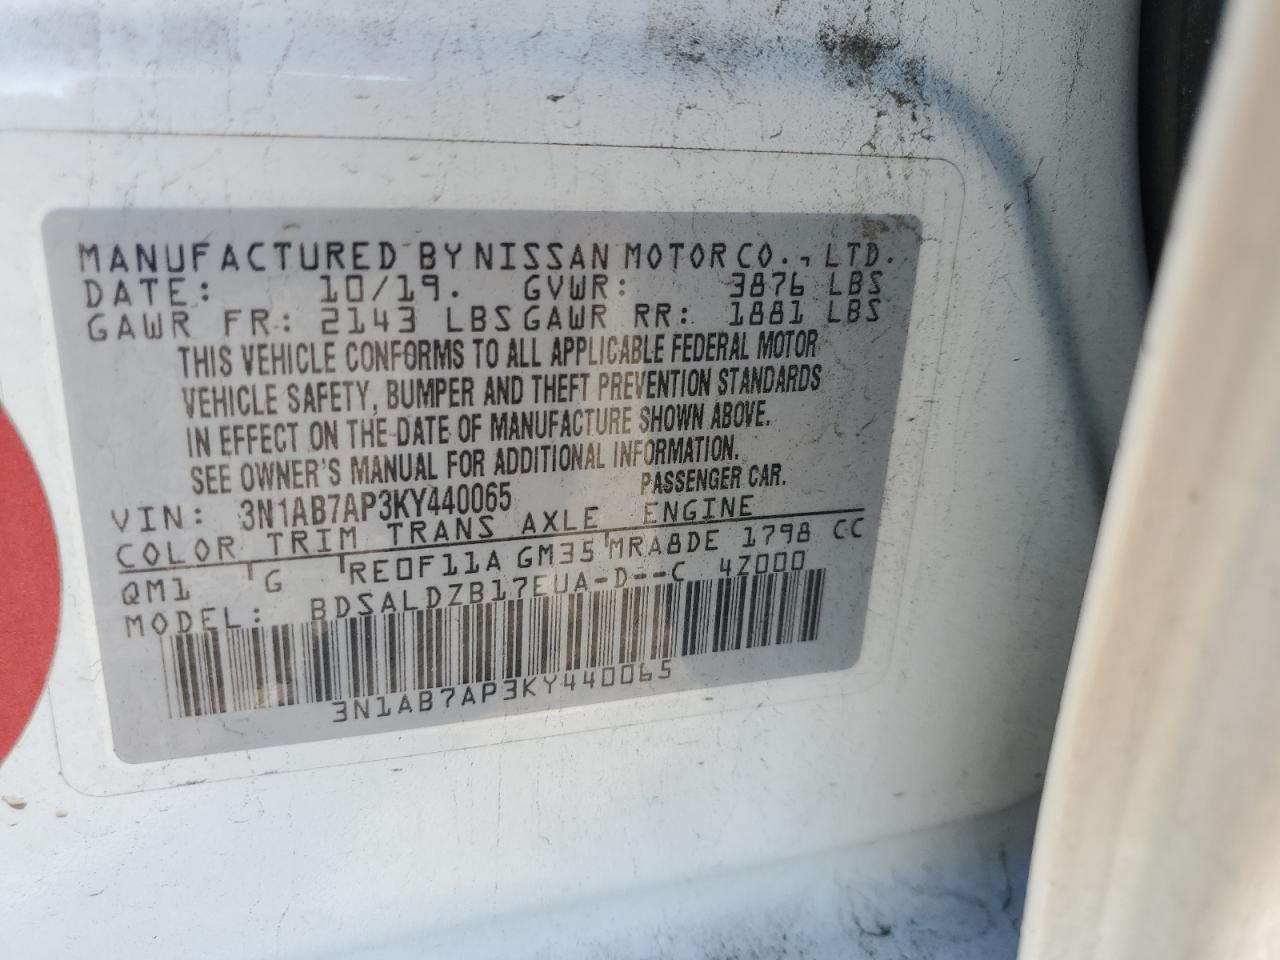 MANUFACTURED BY NISSAN MOTOR CO., LTD.
DATE: 10/19. GVWR: 3876 LBS
GAWR FR: 2143 LBS GAWR RR: 1881 LBS
THIS VEHICLE CONFORMS TO ALL APPLICABLE FEDERAL MOTOR
VEHICLE SAFETY, BUMPER AND THEFT PREVENTION STANDARDS
IN EFFECT ON THE DATE OF MANUFACTURE SHOWN ABOVE.
SEE OWNER'S MANUAL FOR ADDITIONAL INFORMATION.
PASSENGER CAR.
VIN: 3N1AB7AP3KY440065
COLOR TRIM TRANS AXLE ENGINE
QM1 G RE0F11A GM35 MRA8DE 1798 CC
MODEL: BDSALDZB17EUA-D--C 4Z000
3N1AB7AP3KY440065